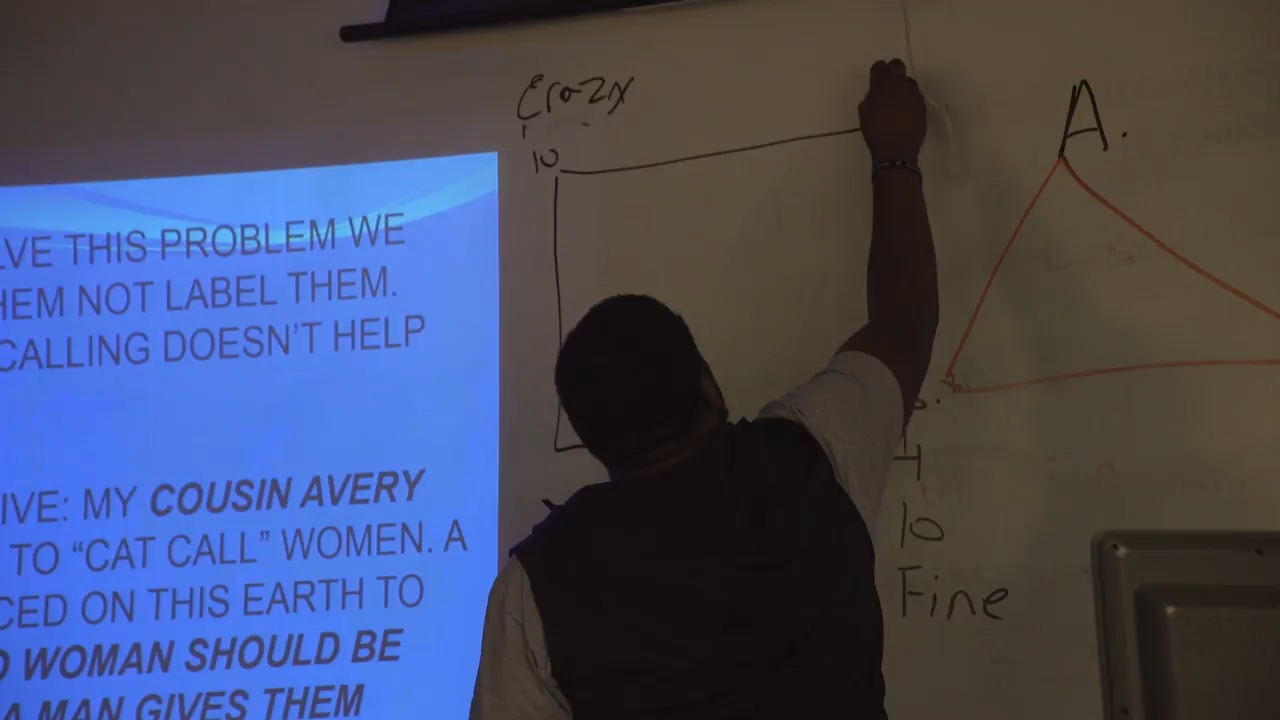 LVE THIS PROBLEM WE
HEM NOT LABEL THEM.
CALLING DOESN'T HELP
IVE: MY COUSIN AVERY
TO "CAT CALL" WOMEN. A
CED ON THIS EARTH TO
WOMAN SHOULD BE
A MAN GIVES THEM
10
A.
4
10
Fine